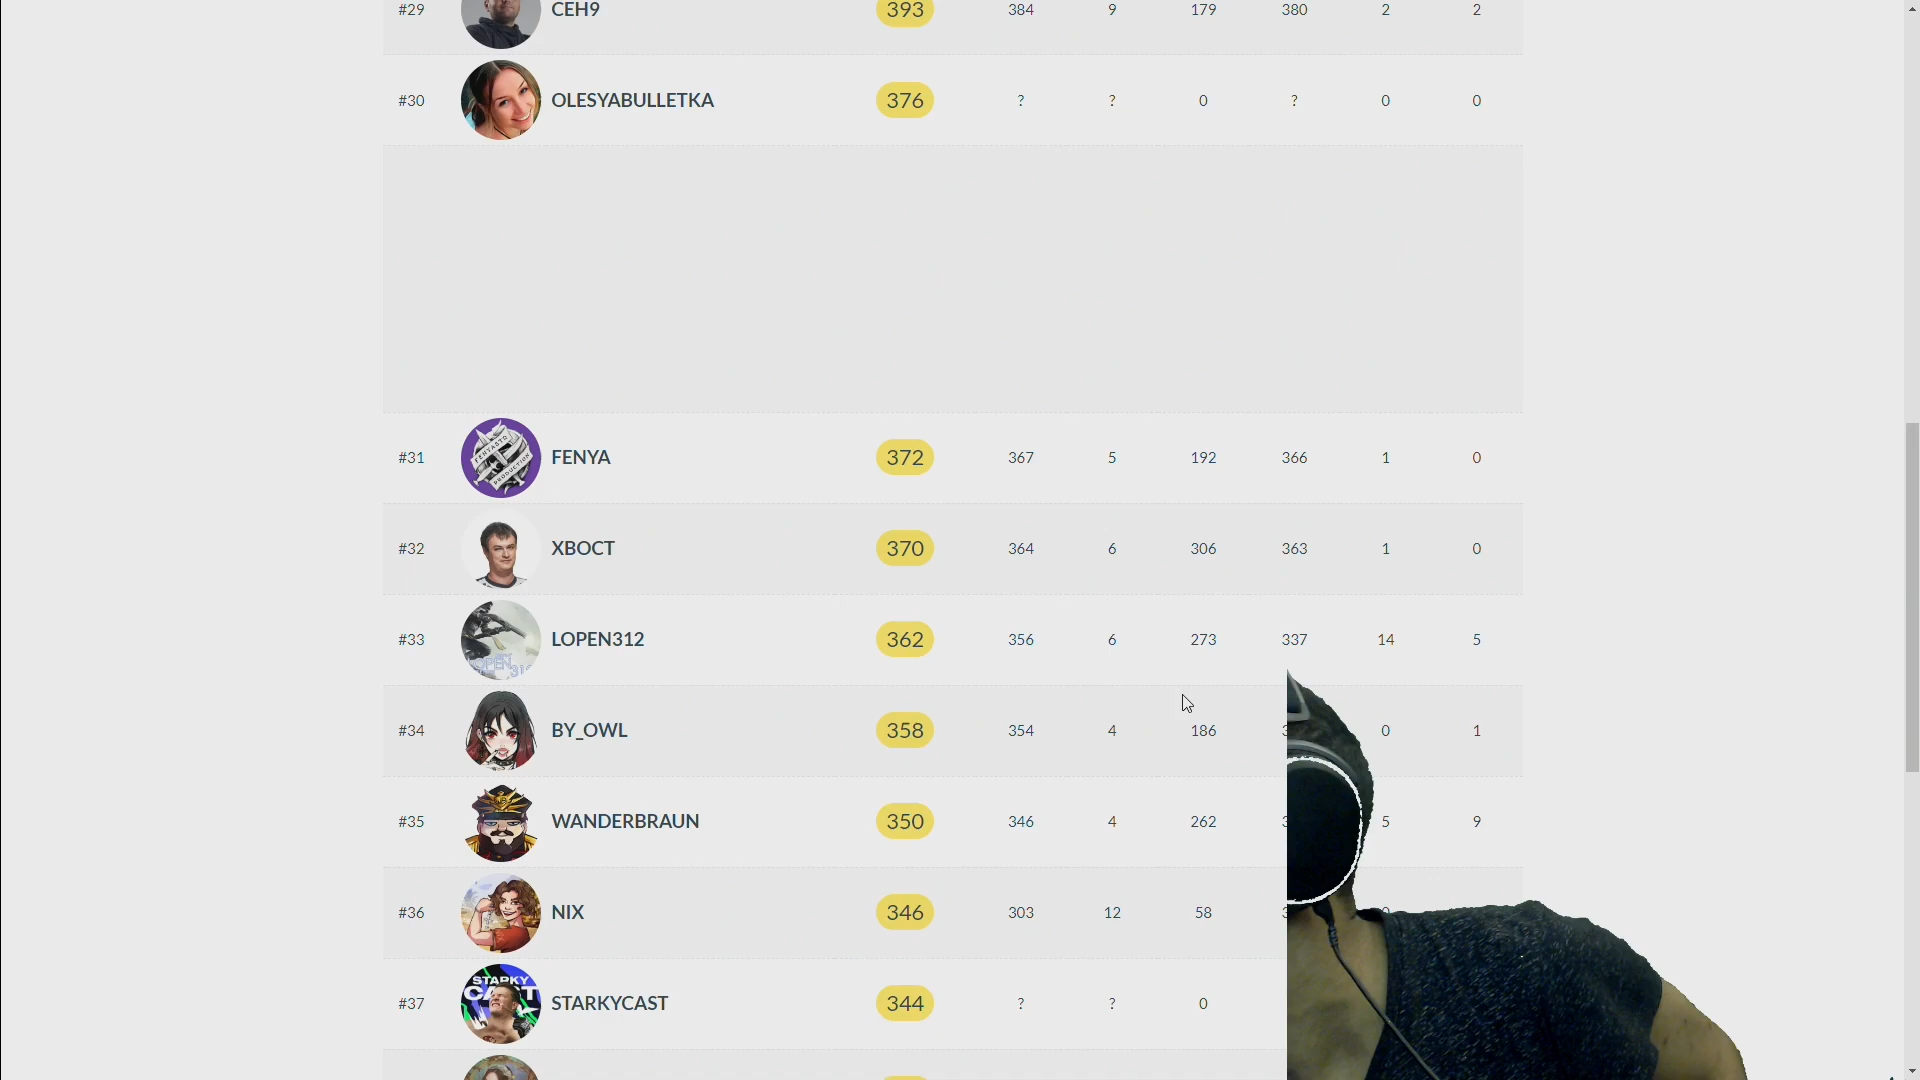 #29 CEH9 393 384 9 179 380 2 2
#30 OLESYABULLETKA 376 ? ? 0 ? 0 0
#31 FENYA 372 367 5 192 366 1 0
#32 XBOCT 370 364 6 306 363 1 0
#33 LOPEN312 362 356 6 273 337 14 5
#34 BY_OWL 358 354 4 186 0 1
#35 WANDERBRAUN 350 346 4 262 5 9
#36 NIX 346 303 12 58
#37 STARKYCAST 344 ? ? 0